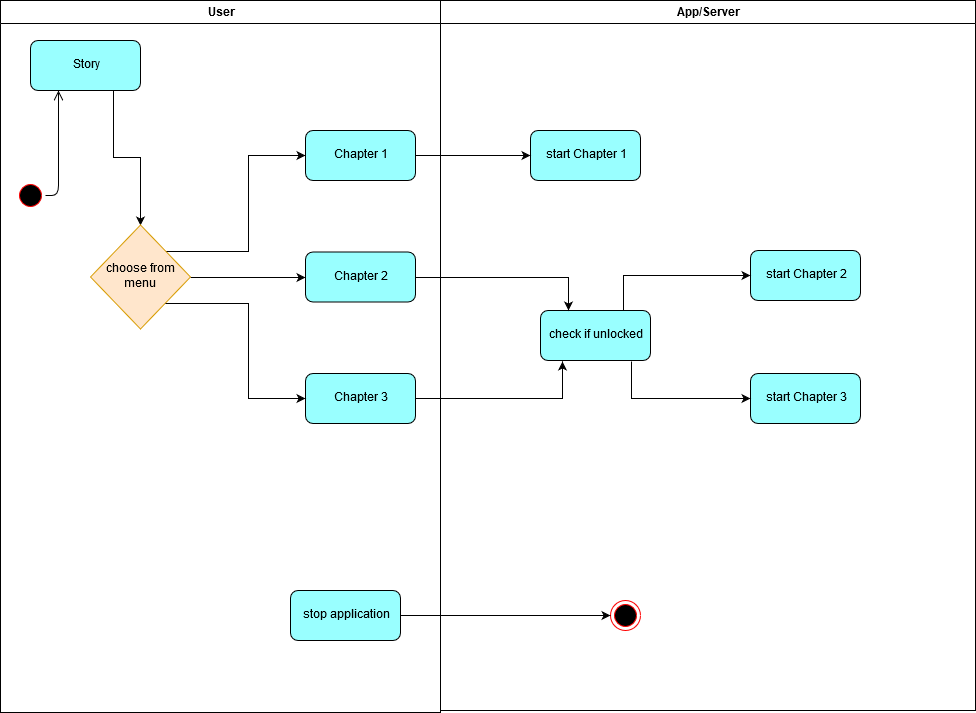 User
App/Server
Story
Chapter 1
start Chapter 1
choose from
menu
Chapter 2
start Chapter 2
check if unlocked
Chapter 3
start Chapter 3
stop application